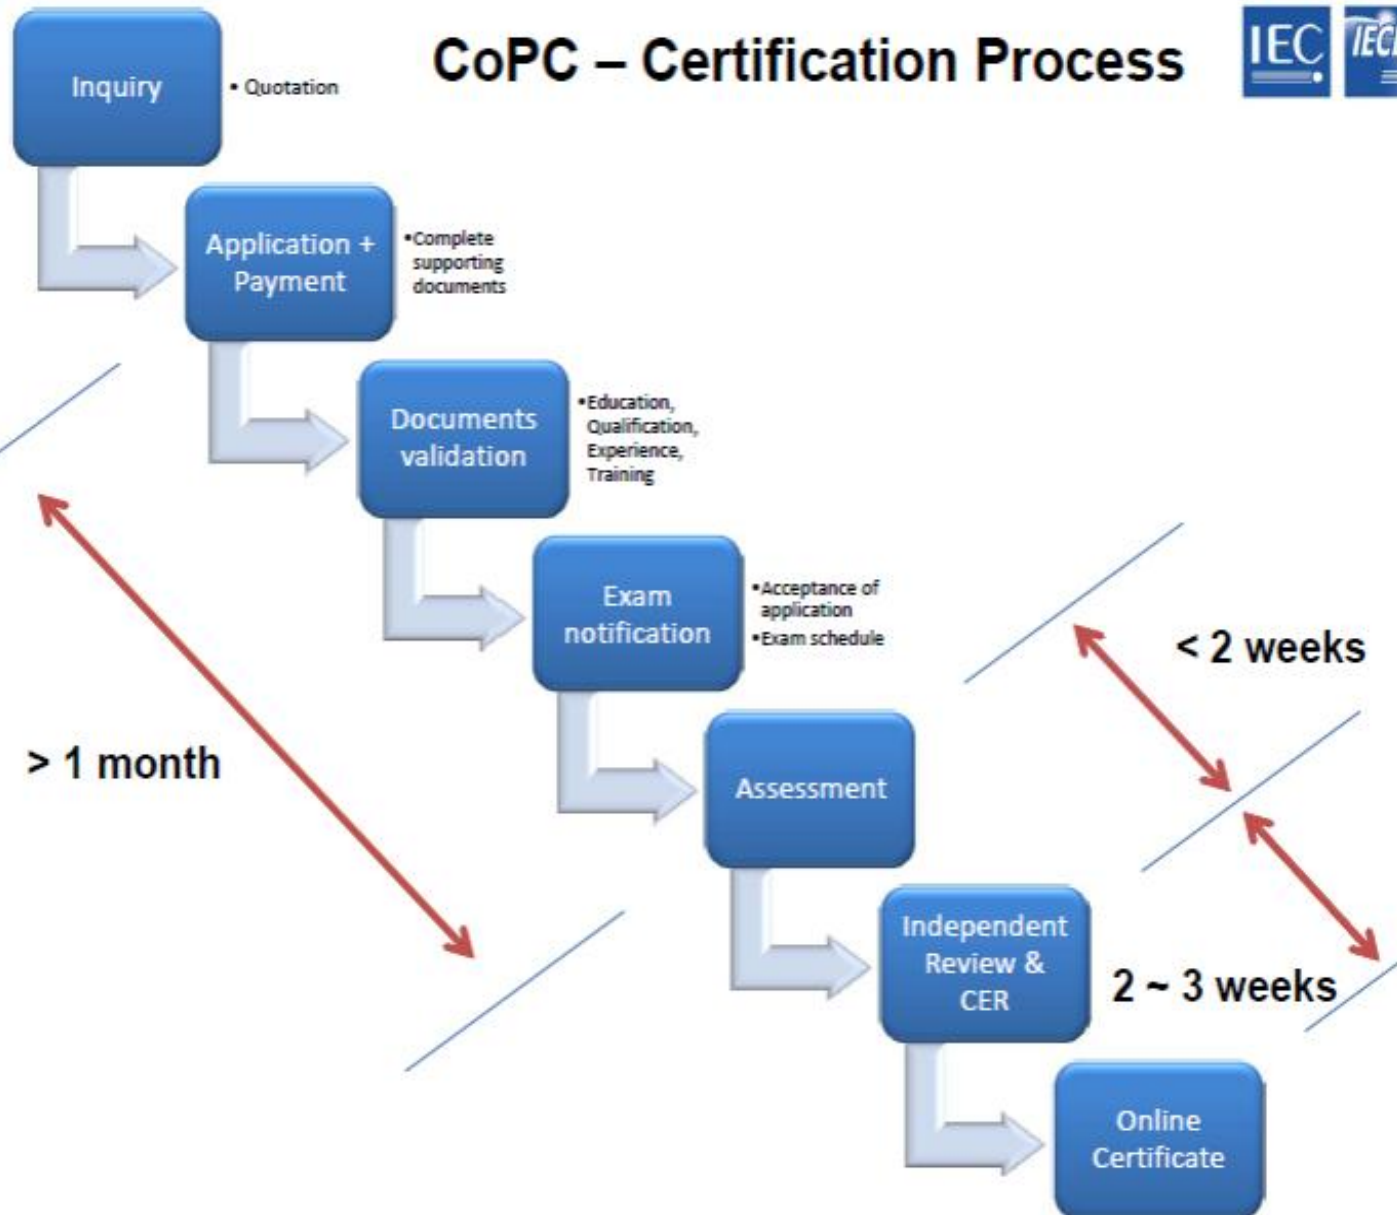 CoPC – Certification Process
IEC
Inquiry
• Quotation
Application +
Payment
•Complete
supporting
documents
Documents
validation
•Education,
Qualification,
Experience,
Training
Exam
notification
•Acceptance of
application
•Exam schedule
< 2 weeks
> 1 month
Assessment
Independent
Review &
CER
2 ~ 3 weeks
Online
Certificate